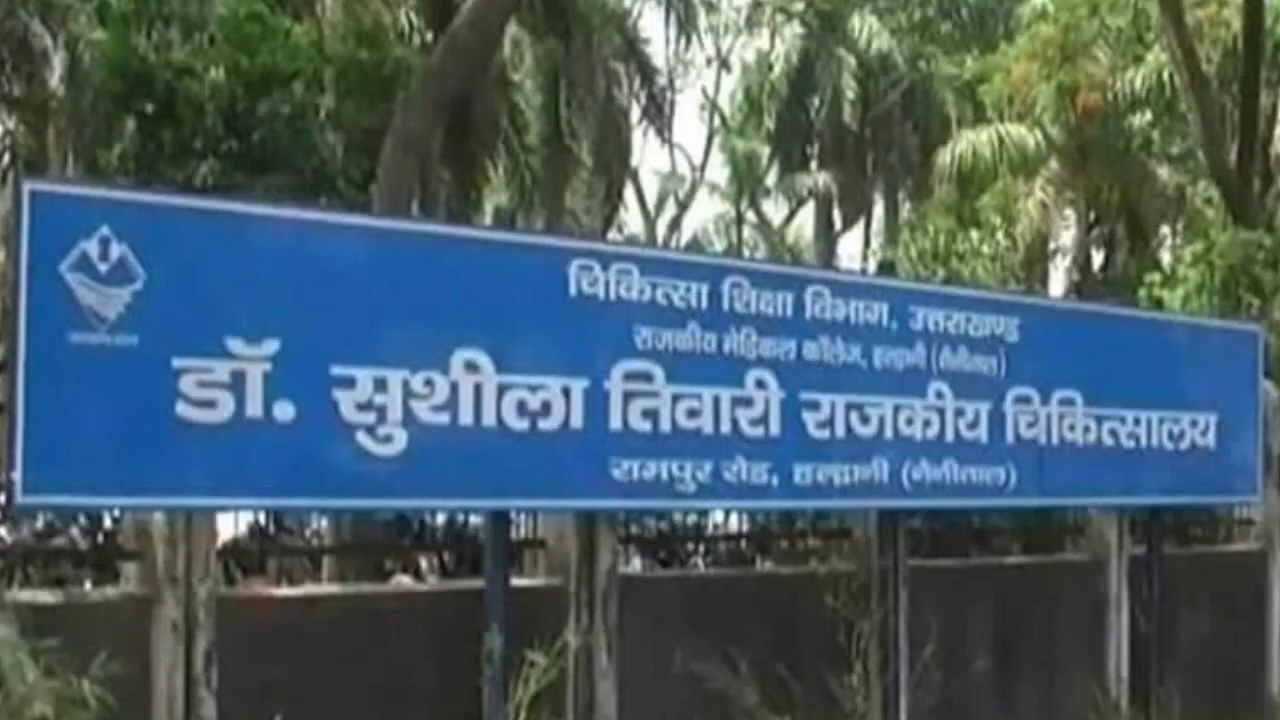 चिकित्सा शिक्षा विभाग, उत्तराखण्ड
राजकीय मेडिकल कॉलेज, हल्द्वानी (नैनीताल)
डॉ. सुशीला तिवारी राजकीय चिकित्सालय
रामपुर रोड, हल्द्वानी (नैनीताल)